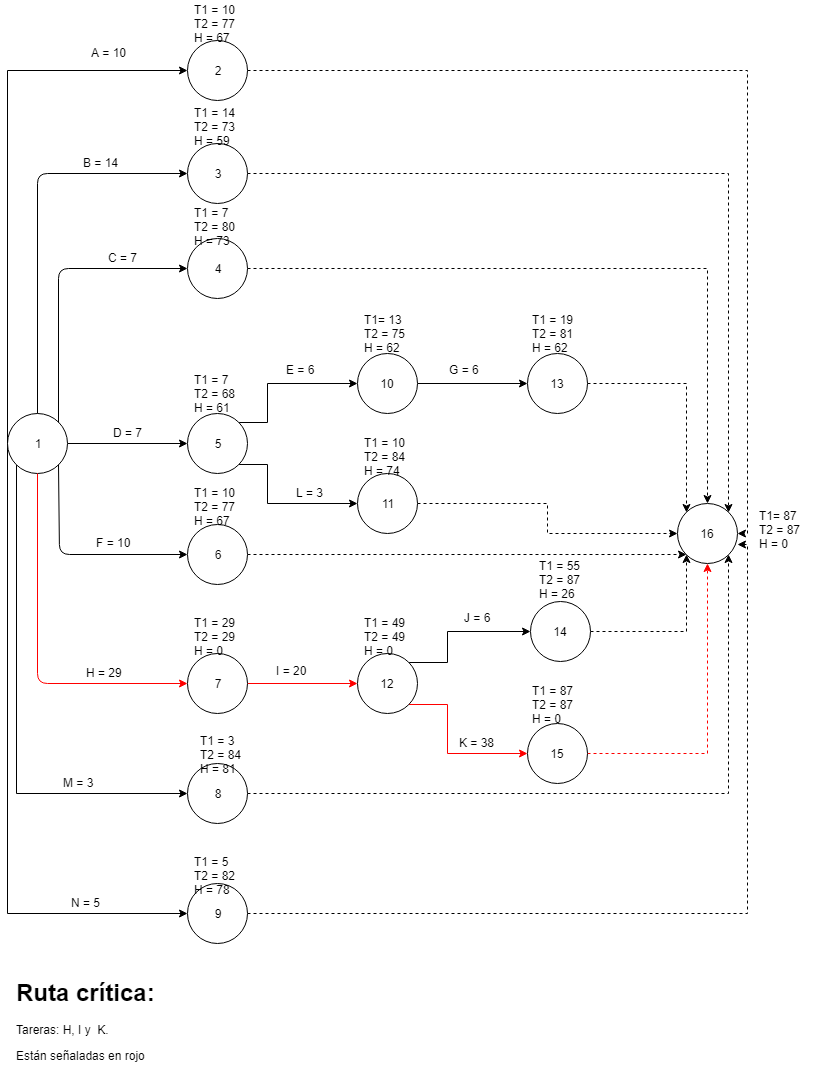 T1 = 10
T2 = 77
H = 67
A = 10
2
T1 = 14
T2 = 73
H = 59
B = 14
3
T1 = 7
T2 = 80
H = 73
C = 7
4
T1= 13
T2 = 75
H = 62
T1 = 19
T2 = 81
H = 62
E = 6
10
G = 6
13
T1 = 7
T2 = 68
H = 61
1
D = 7
5
T1 = 10
T2 = 84
H = 74
L = 3
11
T1 = 10
T2 = 77
H = 67
F = 10
6
16
T1= 87
T2 = 87
H = 0
T1 = 55
T2 = 87
H = 26
J = 6
14
T1 = 29
T2 = 29
H = 0
T1 = 49
T2 = 49
H = 0
H = 29
7
I = 20
12
T1 = 87
T2 = 87
H = 0
K = 38
15
T1 = 3
T2 = 84
H = 81
M = 3
8
T1 = 5
T2 = 82
H = 78
N = 5
9
Ruta crítica:
Tareras: H, I y K.
Están señaladas en rojo